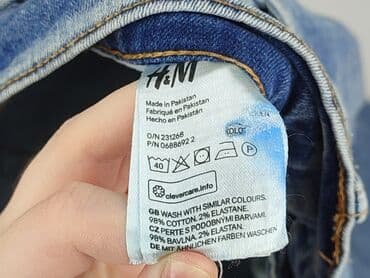 H&M
Made in Pakistan
Fabriqué en Pakistan
Hecho en Pakistán
O/N 231268
P/N 0688692 2
40
P
clevercare.info
GB WASH WITH SIMILAR COLOURS.
98% COTTON, 2% ELASTANE.
CZ PERTE S PODOBNÝMI BARVAMI.
98% BAVLNA, 2% ELASTAN.
DE MIT ÄHNLICHEN FARBEN WASCHEN